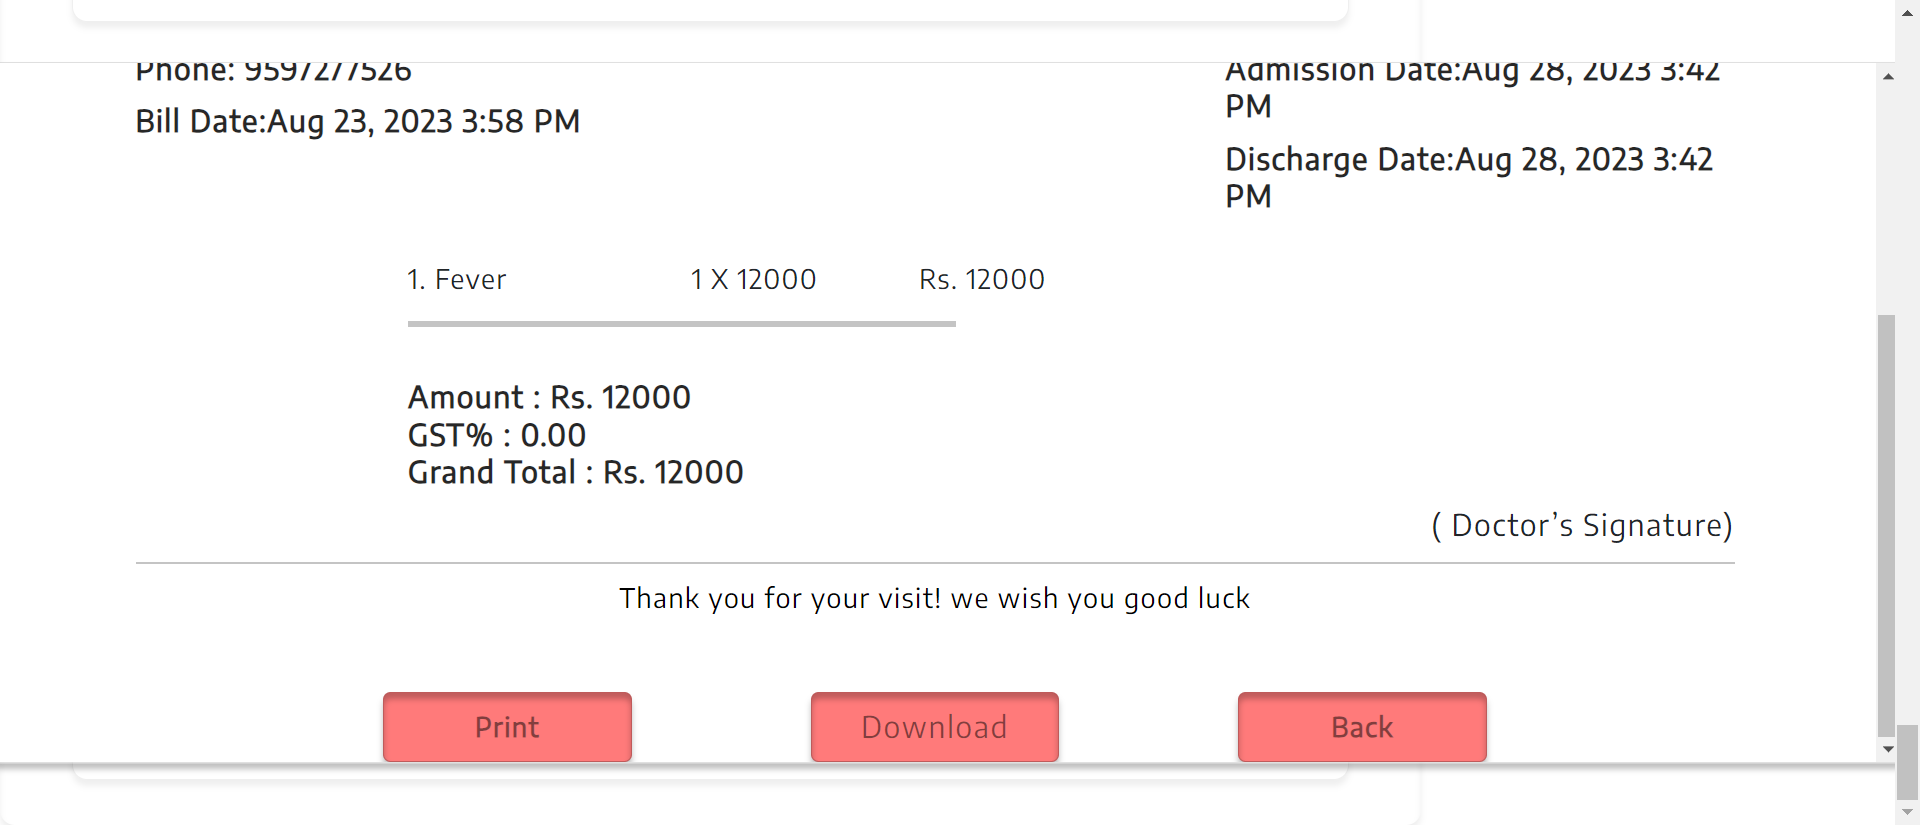 Phone: 9597277526
Bill Date:Aug 23, 2023 3:58 PM
Admission Date:Aug 28, 2023 3:42
PM
Discharge Date:Aug 28, 2023 3:42
PM
1. Fever 1 X 12000 Rs. 12000
Amount : Rs. 12000
GST% : 0.00
Grand Total : Rs. 12000
( Doctor’s Signature)
Thank you for your visit! we wish you good luck
Print Download Back